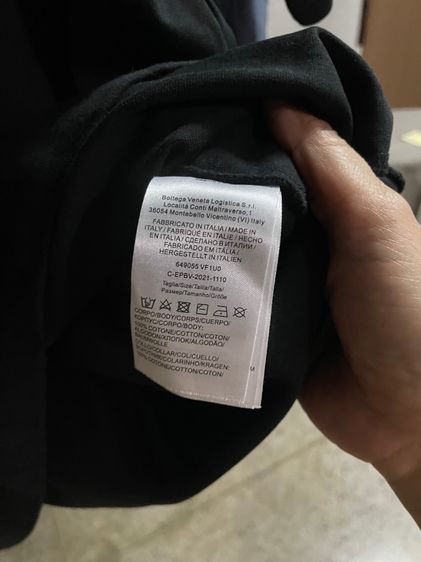 Bottega Veneta Logistica S.r.l.
Località Conti Maltraverso, 1
36054 Montebello Vicentino (VI) Italy
FABBRICATO IN ITALIA / MADE IN
ITALY / FABRIQUÉ EN ITALIE / HECHO
EN ITALIA / СДЕЛАНО В ИТАЛИИ /
FABRICADO EM ITÁLIA /
HERGESTELLT IN ITALIEN
649055 VF1U0
C-EPBV-2021-1110
Taglia/Size/Taille/Talla/
Размер/Tamanho/Größe
CORPO/BODY/CORPS/CUERPO/
КОРПУС/CORPO/BODY:
100% COTONE/COTTON/COTON/
ALGODÓN/ХЛОПОК/ALGODÃO/
BAUMWOLLE
COLLO/COLLAR/COL/CUELLO/
ВОРОТНИК/COLARINHO/KRAGEN: M
100% COTONE/COTTON/COTON/